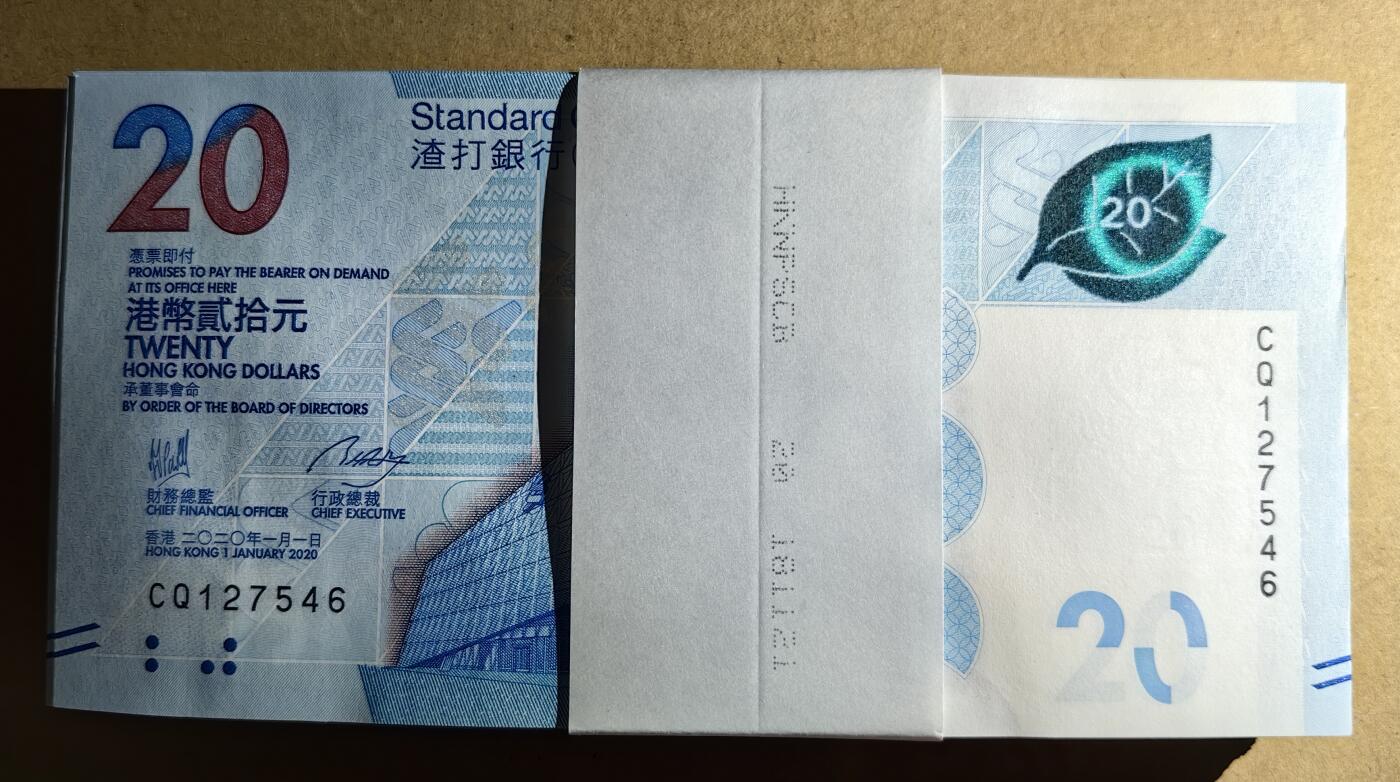 20
Standard
渣打銀行
憑票即付
PROMISES TO PAY THE BEARER ON DEMAND
AT ITS OFFICE HERE
港幣貳拾元
TWENTY
HONG KONG DOLLARS
承董事會命
BY ORDER OF THE BOARD OF DIRECTORS
財務總監
CHIEF FINANCIAL OFFICER
行政總裁
CHIEF EXECUTIVE
香港 二〇二〇年一月一日
HONG KONG 1 JANUARY 2020
CQ127546
20
20
CQ127546
20